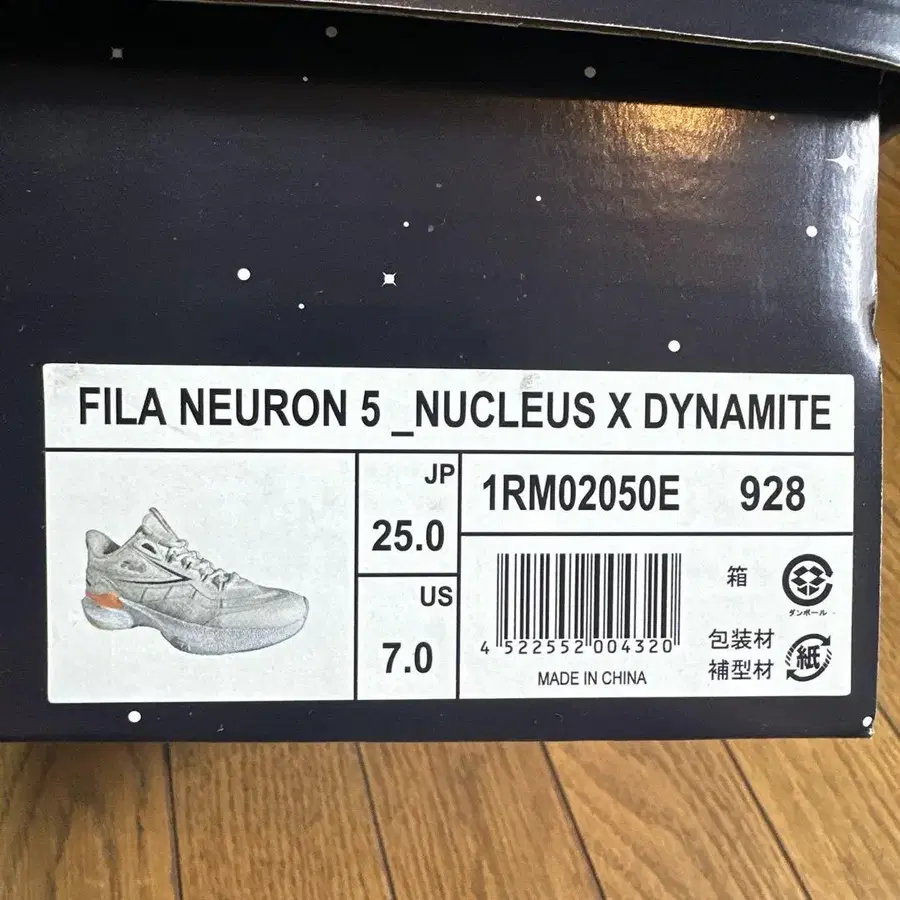 FILA NEURON 5 _NUCLEUS X DYNAMITE
JP
25.0
US
7.0
1RM02050E 928
4 522552 004320
MADE IN CHINA
箱
ダンボール
包装材
補型材
紙